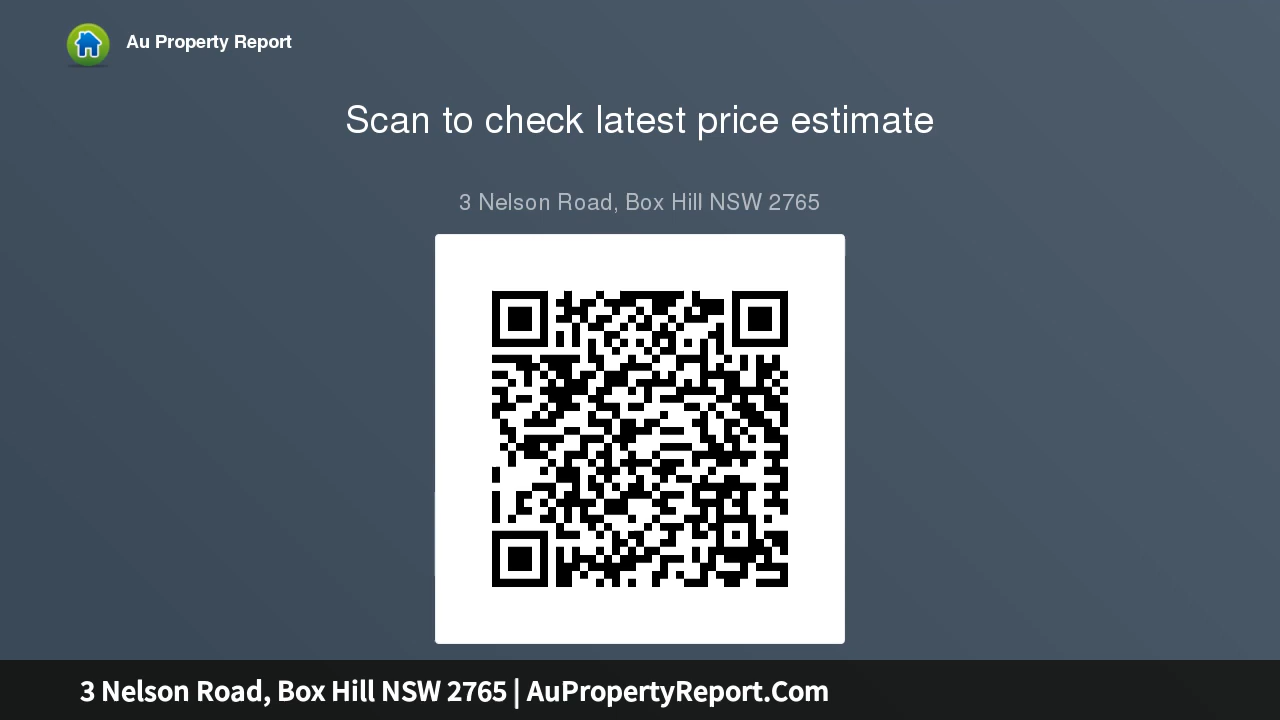 Au Property Report
Scan to check latest price estimate
3 Nelson Road, Box Hill NSW 2765
3 Nelson Road, Box Hill NSW 2765 | AuPropertyReport.Com